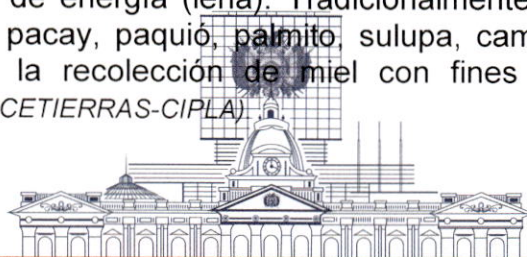 de energía (leña). Tradicionalmente
pacay, paquió, palmito, sulupa, cam
la recolección de miel con fines
CETIERRAS-CIPLA).